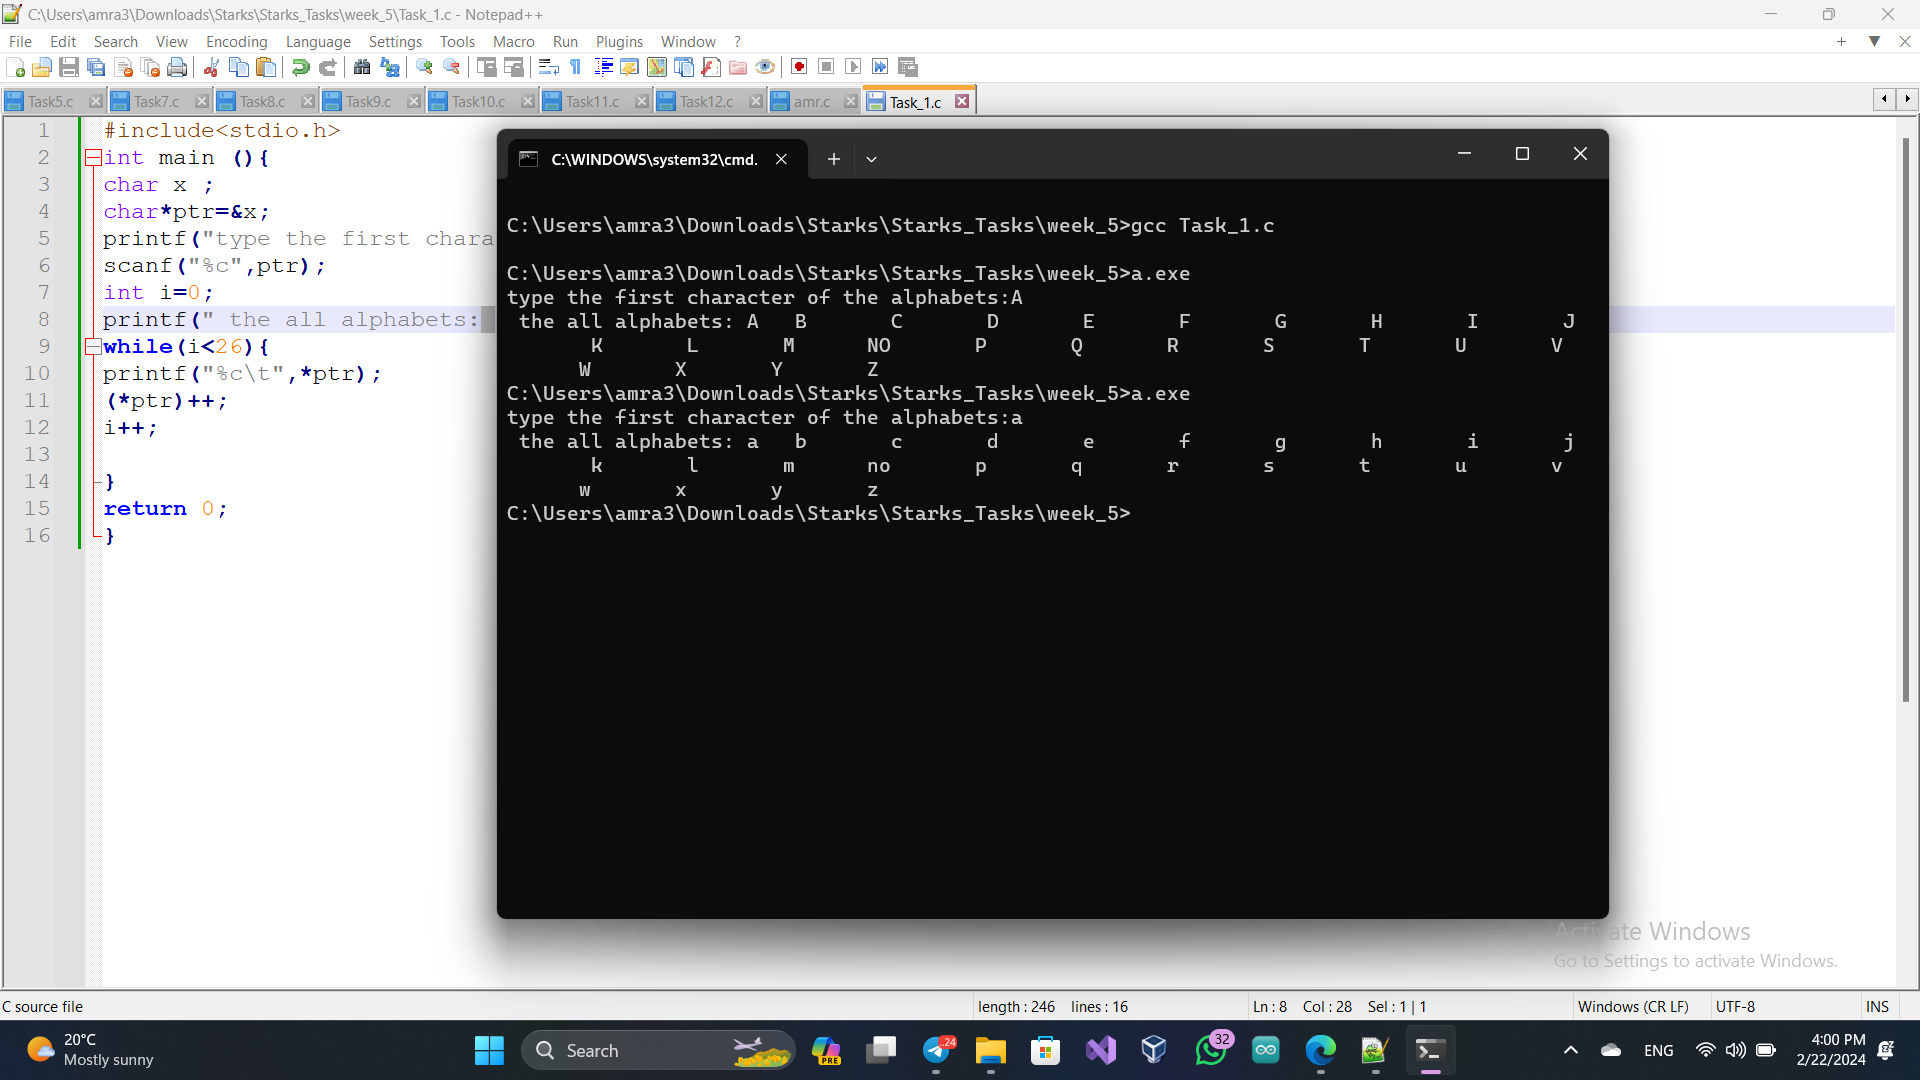 C:\Users\amra3\Downloads\Starks\Starks_Tasks\week_5\Task_1.c - Notepad++
File Edit Search View Encoding Language Settings Tools Macro Run Plugins Window ?
Task5.c Task7.c Task8.c Task9.c Task10.c Task11.c Task12.c amr.c Task_1.c
1 #include<stdio.h>
2 int main (){
3 char x ;
4 char*ptr=&x;
5 printf("type the first chara
6 scanf("%c",ptr);
7 int i=0;
8 printf(" the all alphabets:
9 while(i<26){
10 printf("%c\t",*ptr);
11 (*ptr)++;
12 i++;
13
14 }
15 return 0;
16 }
C:\WINDOWS\system32\cmd.
C:\Users\amra3\Downloads\Starks\Starks_Tasks\week_5>gcc Task_1.c
C:\Users\amra3\Downloads\Starks\Starks_Tasks\week_5>a.exe
type the first character of the alphabets:A
the all alphabets: A B C D E F G H I J
K L M NO P Q R S T U V
W X Y Z
C:\Users\amra3\Downloads\Starks\Starks_Tasks\week_5>a.exe
type the first character of the alphabets:a
the all alphabets: a b c d e f g h i j
k l m no p q r s t u v
w x y z
C:\Users\amra3\Downloads\Starks\Starks_Tasks\week_5>
Activate Windows
Go to Settings to activate Windows.
C source file length : 246 lines : 16 Ln : 8 Col : 28 Sel : 1 | 1 Windows (CR LF) UTF-8 INS
20°C
Mostly sunny
Search
PRE
24
32
ENG
4:00 PM
2/22/2024